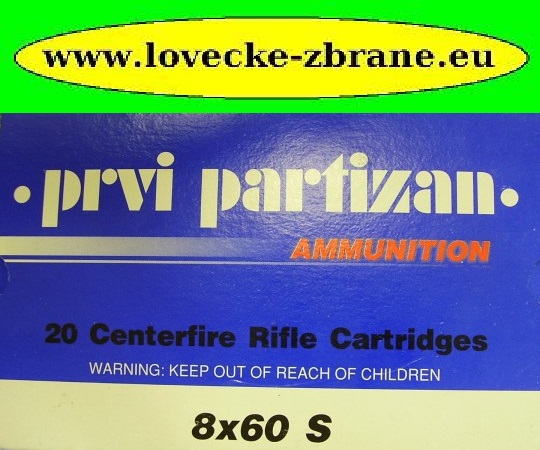 www.lovecke-zbrane.eu
• prvi partizan •
AMMUNITION
20 Centerfire Rifle Cartridges
WARNING: KEEP OUT OF REACH OF CHILDREN
8x60 S